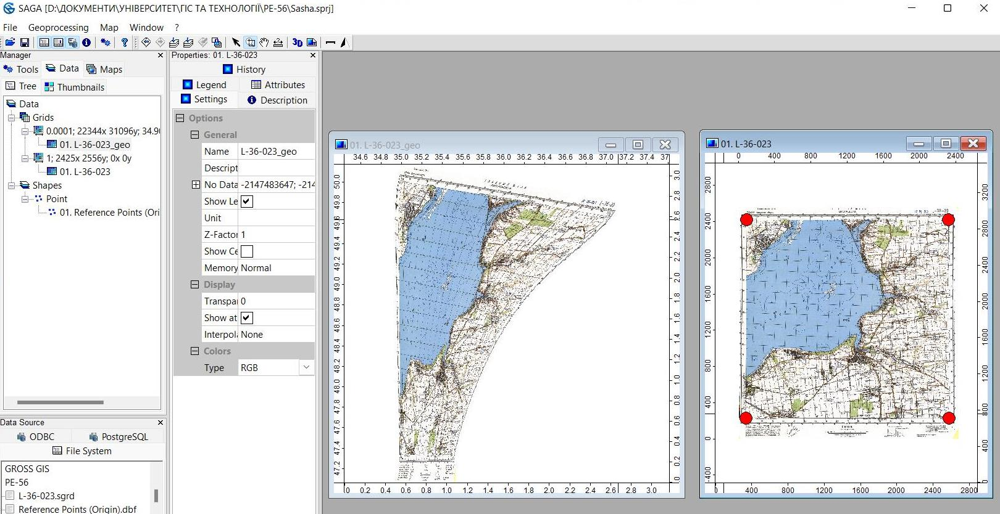 SAGA [D:\ДОКУМЕНТИ\УНІВЕРСИТЕТ\ГІС ТА ТЕХНОЛОГІЇ\РЕ-56\Sasha.sprj]
File Geoprocessing Map Window ?
3D
Manager
Tools Data Maps
Tree Thumbnails
Data
Grids
0.0001; 22344x 31096y; 34.9
01. L-36-023_geo
1; 2425x 2556y; 0x 0y
01. L-36-023
Shapes
Point
01. Reference Points (Ori
Data Source
ODBC PostgreSQL
File System
GROSS GIS
PE-56
L-36-023.sgrd
Reference Points (Origin).dbf
Properties: 01. L-36-023
History
Legend Attributes
Settings Description
Options
General
Name L-36-023_geo
Descript
No Data -2147483647; -214
Show Le
Unit
Z-Factor 1
Show Ce
Memory Normal
Display
Transpa 0
Show at
Interpol None
Colors
Type RGB
01. L-36-023_geo
34.6 34.8 35.0 35.2 35.4 35.6 35.8 36.0 36.2 36.4 36.6 36.8 37.0 37.2 37.4 37
50.0 49.8 49.6 49.4 49.2 49.0 48.8 48.6 48.4 48.2 48.0 47.8 47.6 47.4 47.2
3.0 2.8 2.6 2.4 2.2 2.0 1.8 1.6 1.4 1.2 1.0 0.8 0.6 0.4 0.2 0
0 0.2 0.4 0.6 0.8 1.0 1.2 1.4 1.6 1.8 2.0 2.2 2.4 2.6 2.8 3.0
01. L-36-023
0 400 800 1200 1600 2000 2400
2800 2400 2000 1600 1200 800 400 0 -400
3200 2800 2400 2000 1600 1200 800 400 0
0 400 800 1200 1600 2000 2400 2800